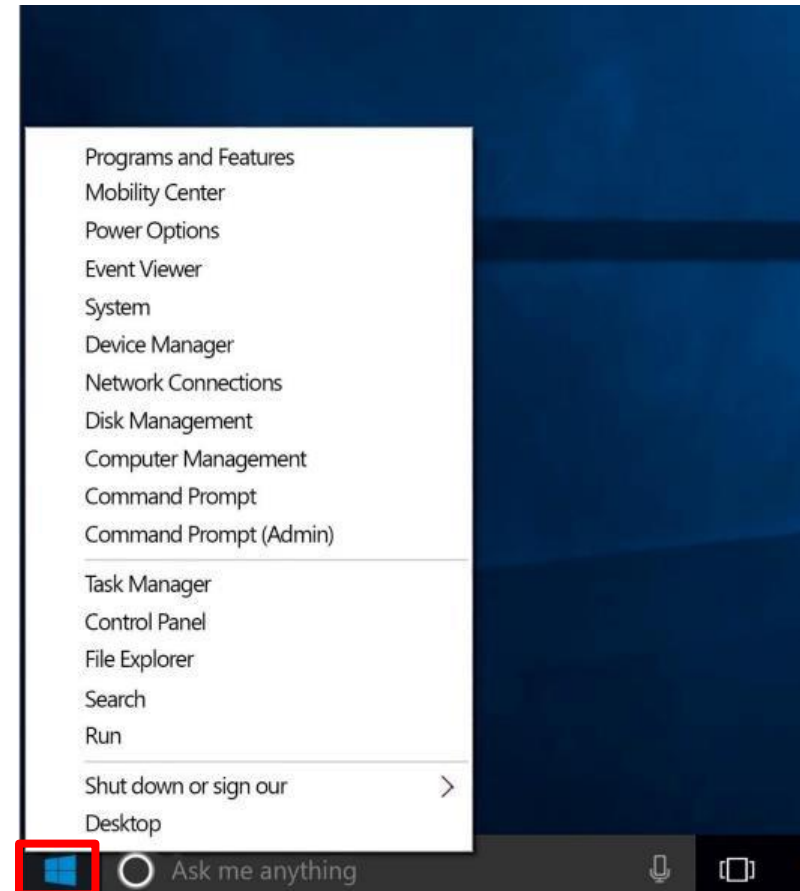 Programs and Features
Mobility Center
Power Options
Event Viewer
System
Device Manager
Network Connections
Disk Management
Computer Management
Command Prompt
Command Prompt (Admin)
Task Manager
Control Panel
File Explorer
Search
Run
Shut down or sign our
Desktop
Ask me anything